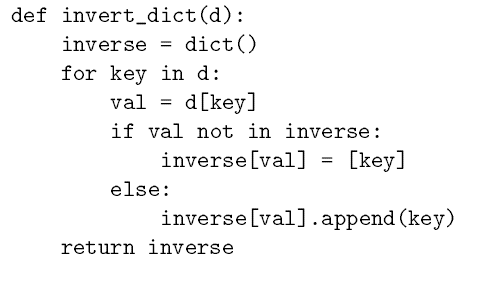 def invert_dict(d):
    inverse = dict()
    for key in d:
        val = d[key]
        if val not in inverse:
            inverse[val] = [key]
        else:
            inverse[val].append(key)
    return inverse